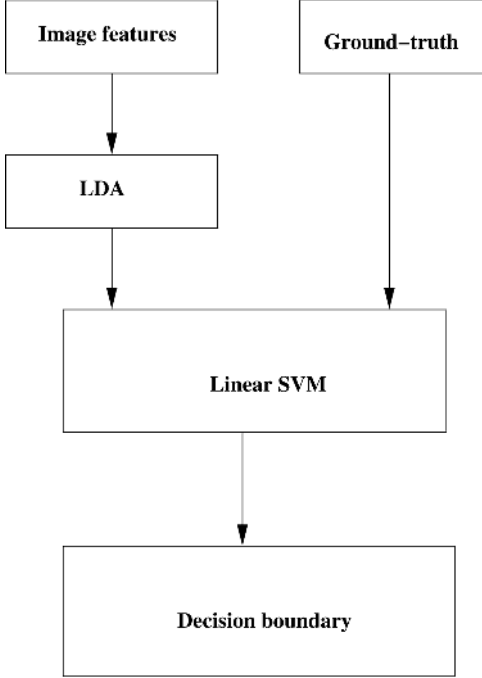 Image features
Ground−truth
LDA
Linear SVM
Decision boundary